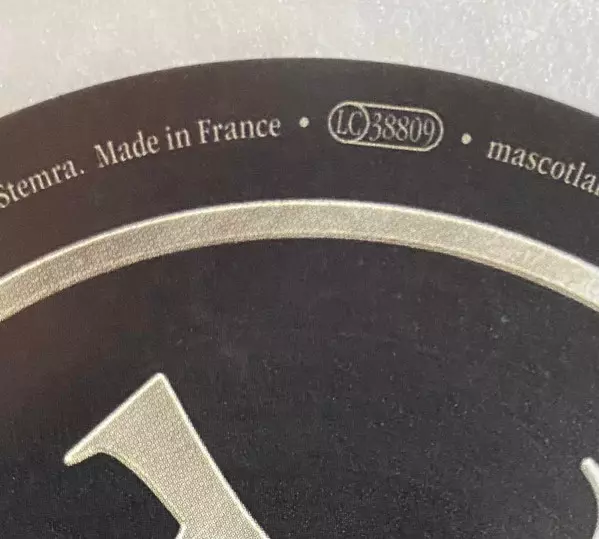 Stemra. Made in France • LC 38809 • mascotla